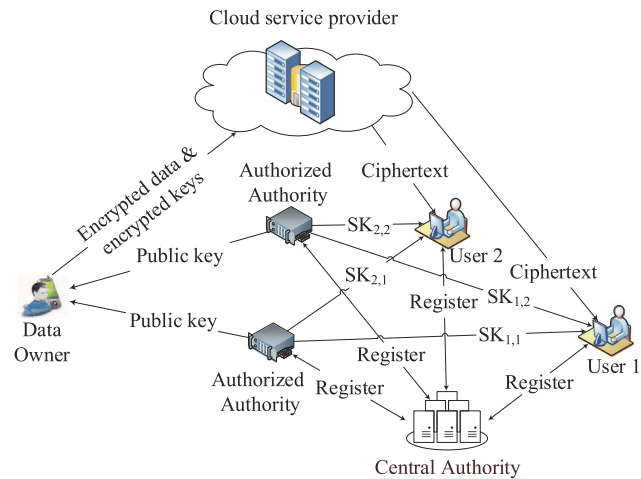 Cloud service provider
Encrypted data &
encrypted keys
Authorized
Authority
Ciphertext
SK2,2
User 2
Public key
SK2,1
Ciphertext
Register
SK1,2
Data
Owner
Public key
SK1,1
User 1
Authorized
Authority
Register
Register
Register
Central Authority